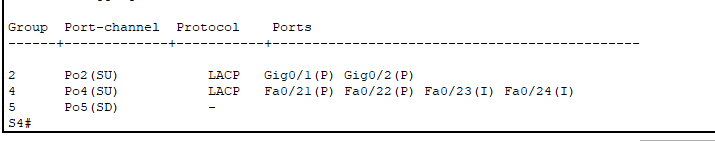 Group  Port-channel  Protocol    Ports
------+-------------+-----------+----------------------------------------------
2      Po2(SU)           LACP   Gig0/1(P) Gig0/2(P)
4      Po4(SU)           LACP   Fa0/21(P) Fa0/22(P) Fa0/23(I) Fa0/24(I)
5      Po5(SD)           -
S4#